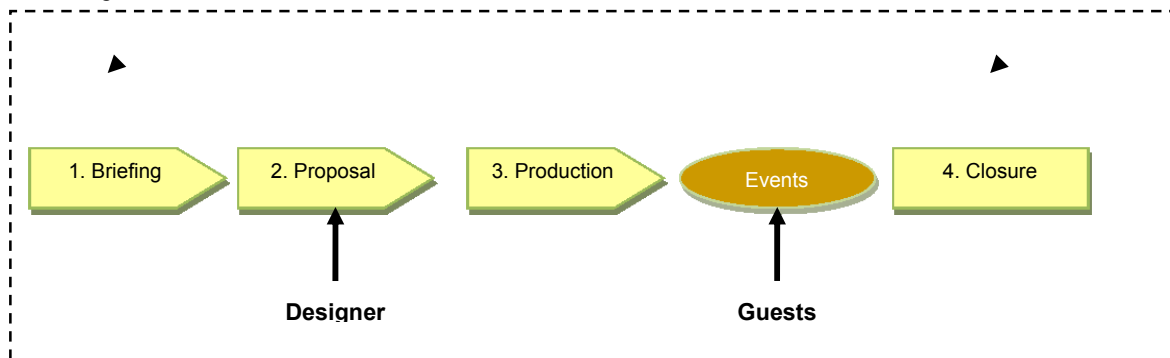 1. Briefing
2. Proposal
3. Production
Events
4. Closure
Designer
Guests